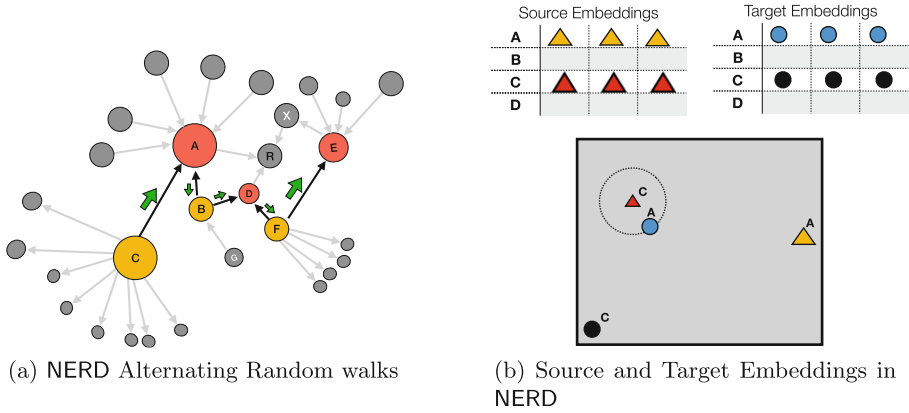 Source Embeddings
Target Embeddings
A
B
C
D
A
B
C
D
X
A
R
E
D
B
F
G
C
C
A
A
C
(a) NERD Alternating Random walks
(b) Source and Target Embeddings in
NERD